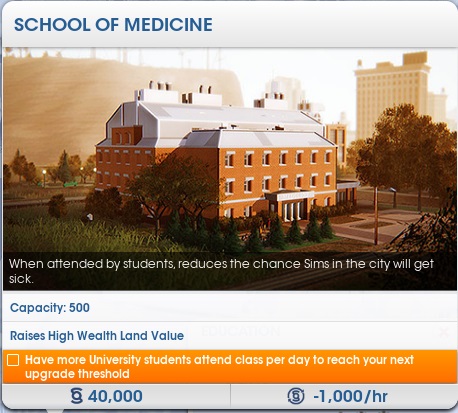 SCHOOL OF MEDICINE
When attended by students, reduces the chance Sims in the city will get
sick.
Capacity: 500
EDUCATION
Raises High Wealth Land Value
Have more University students attend class per day to reach your next
upgrade threshold
40,000
-1,000/hr